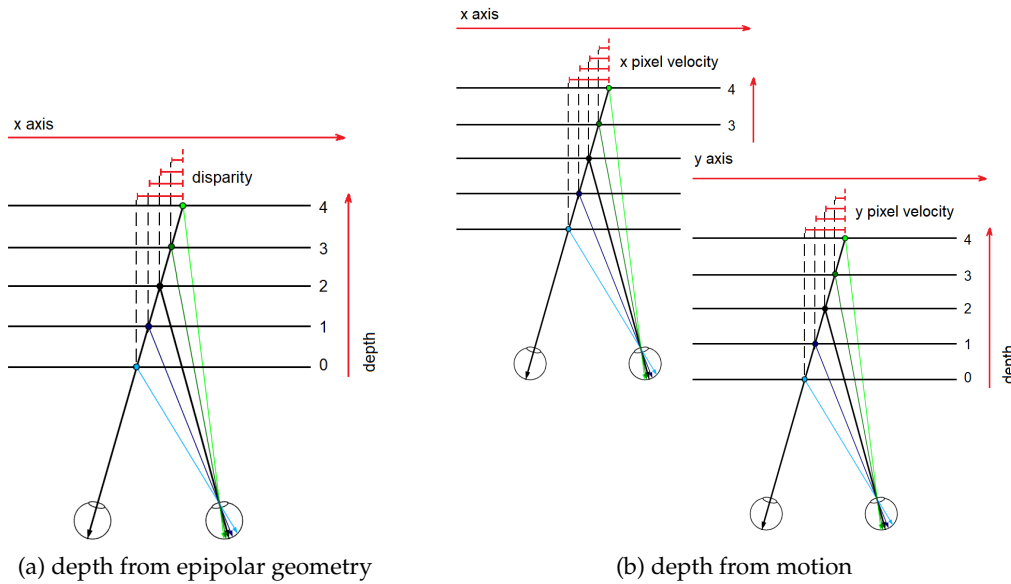 x axis
disparity
4
3
2
1
0
depth
(a) depth from epipolar geometry
x axis
x pixel velocity
4
3
y axis
y pixel velocity
4
3
2
1
0
depth
(b) depth from motion